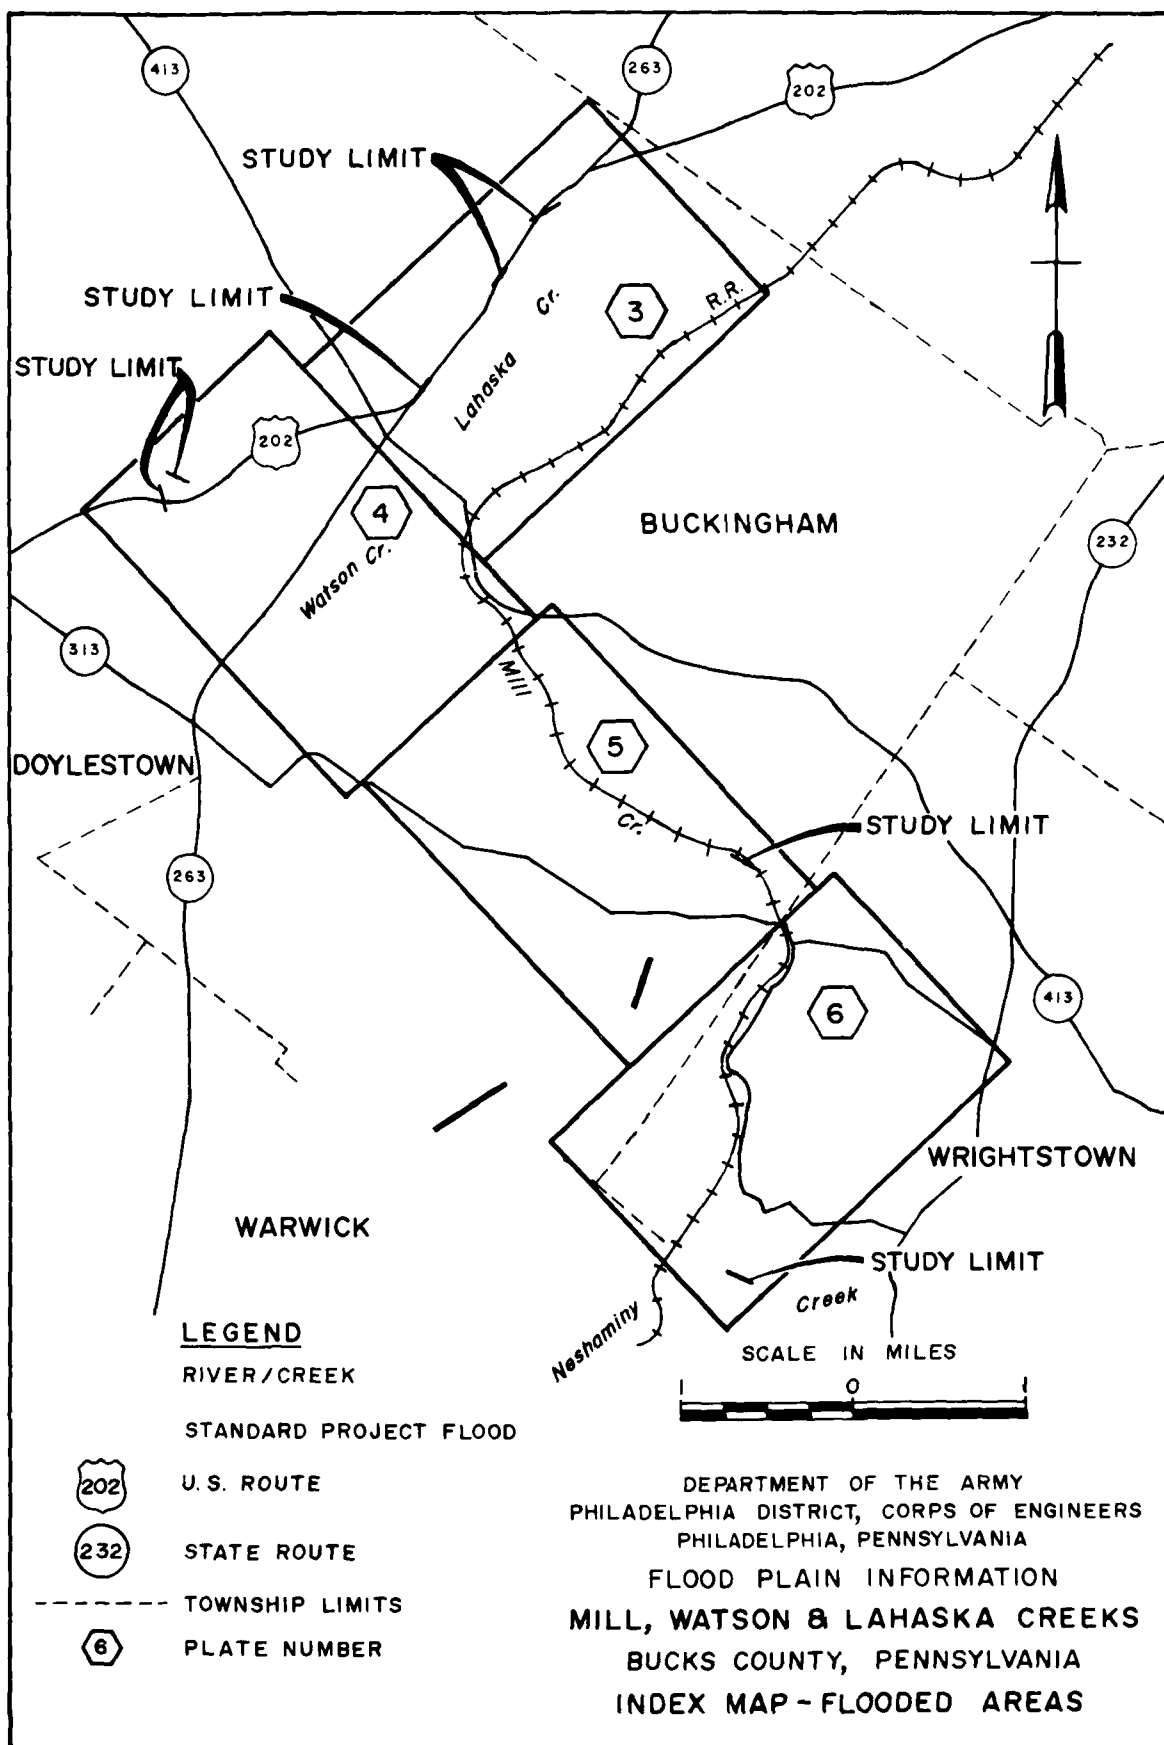 413
263
202
STUDY LIMIT
STUDY LIMIT
STUDY LIMIT
3
R.R.
Lahaska Cr.
202
4
Watson Cr.
BUCKINGHAM
232
313
Mill Cr.
5
DOYLESTOWN
STUDY LIMIT
263
6
413
WRIGHTSTOWN
WARWICK
STUDY LIMIT
Neshaminy Creek
LEGEND
RIVER/CREEK
STANDARD PROJECT FLOOD
202 U.S. ROUTE
232 STATE ROUTE
TOWNSHIP LIMITS
6 PLATE NUMBER
SCALE IN MILES
1 0 1
DEPARTMENT OF THE ARMY
PHILADELPHIA DISTRICT, CORPS OF ENGINEERS
PHILADELPHIA, PENNSYLVANIA
FLOOD PLAIN INFORMATION
MILL, WATSON & LAHASKA CREEKS
BUCKS COUNTY, PENNSYLVANIA
INDEX MAP - FLOODED AREAS